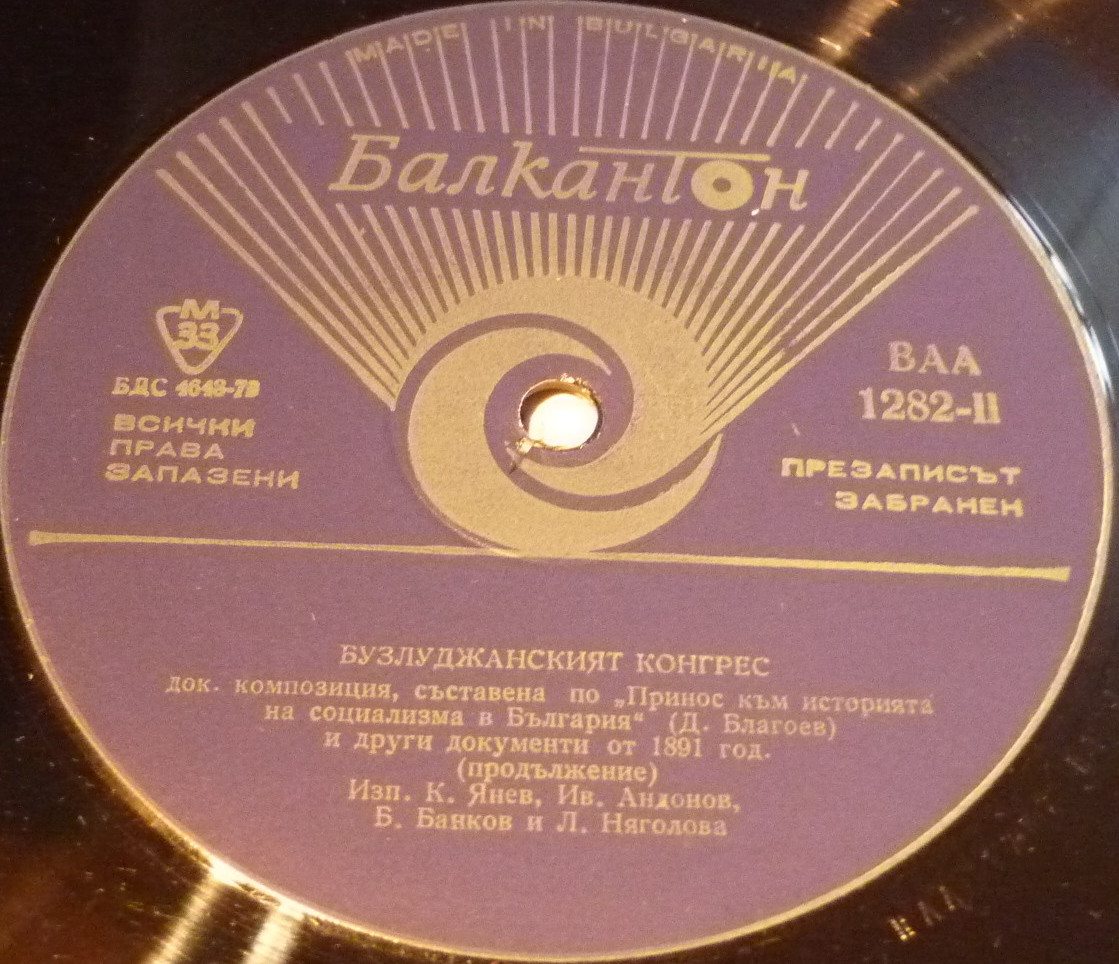 MADE IN BULGARIA
Балкантон
М
33
БДС 4643-73
ВСИЧКИ
ПРАВА
ЗАПАЗЕНИ
ВАА
1282-II
ПРЕЗАПИСЪТ
ЗАБРАНЕН
БУЗЛУДЖАНСКИЯТ КОНГРЕС
док. композиция, съставена по „Принос към историята
на социализма в България“ (Д. Благоев)
и други документи от 1891 год.
(продължение)
Изп. К. Янев, Ив. Андонов,
Б. Банков и Л. Няголова